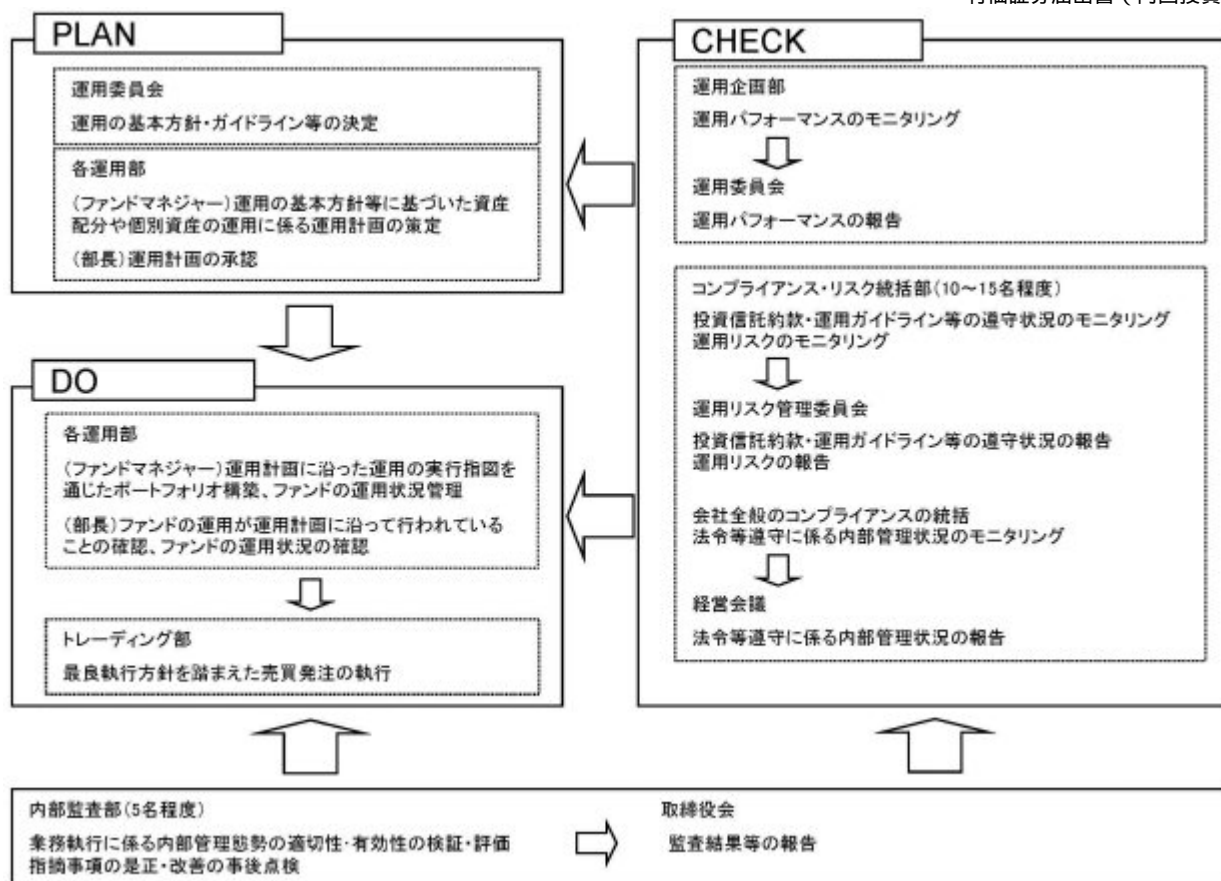 PLAN
運用委員会
運用の基本方針・ガイドライン等の決定
各運用部
(ファンドマネジャー)運用の基本方針等に基づいた資産
配分や個別資産の運用に係る運用計画の策定
(部長)運用計画の承認
DO
各運用部
(ファンドマネジャー)運用計画に沿った運用の実行指図を
通じたポートフォリオ構築、ファンドの運用状況管理
(部長)ファンドの運用が運用計画に沿って行われている
ことの確認、ファンドの運用状況の確認
トレーディング部
最良執行方針を踏まえた売買発注の執行
CHECK
運用企画部
運用パフォーマンスのモニタリング
運用委員会
運用パフォーマンスの報告
コンプライアンス・リスク統括部(10~15名程度)
投資信託約款・運用ガイドライン等の遵守状況のモニタリング
運用リスクのモニタリング
運用リスク管理委員会
投資信託約款・運用ガイドライン等の遵守状況の報告
運用リスクの報告
会社全般のコンプライアンスの統括
法令等遵守に係る内部管理状況のモニタリング
経営会議
法令等遵守に係る内部管理状況の報告
内部監査部(5名程度)
業務執行に係る内部管理態勢の適切性・有効性の検証・評価
指摘事項の是正・改善の事後点検
取締役会
監査結果等の報告